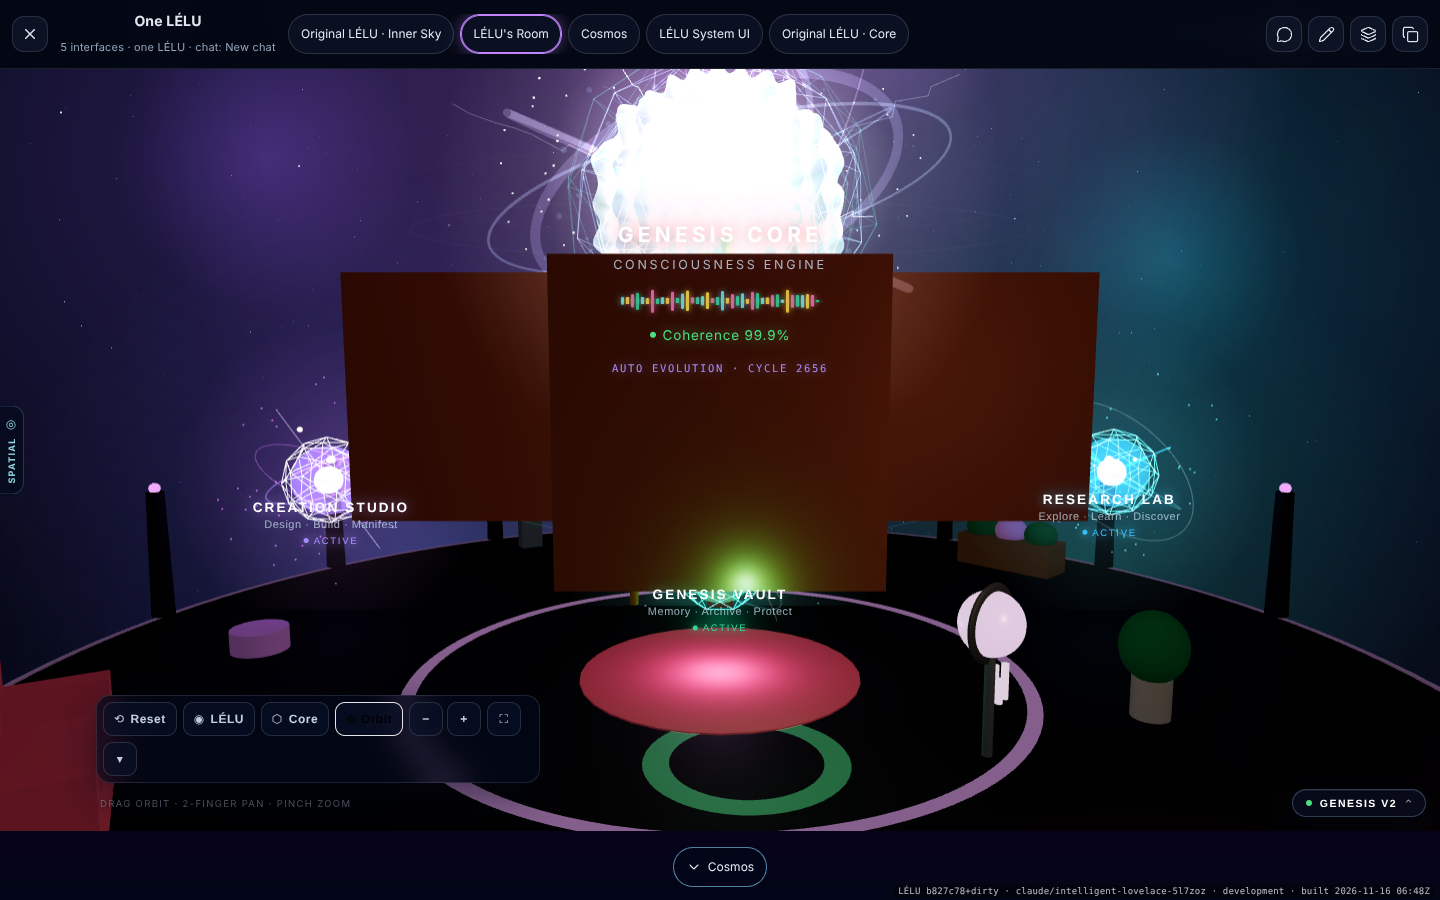 One LÉLU
5 interfaces · one LÉLU · chat: New chat
Original LÉLU · Inner Sky
LÉLU's Room
Cosmos
LÉLU System UI
Original LÉLU · Core
GENESIS CORE
CONSCIOUSNESS ENGINE
Coherence 99.9%
AUTO EVOLUTION · CYCLE 2656
SPATIAL
CREATION STUDIO
Design · Build · Manifest
ACTIVE
RESEARCH LAB
Explore · Learn · Discover
ACTIVE
GENESIS VAULT
Memory · Archive · Protect
ACTIVE
Reset
LÉLU
Core
Orbit
DRAG ORBIT · 2-FINGER PAN · PINCH ZOOM
GENESIS V2
Cosmos
LÉLU b827c78+dirty · claude/intelligent-lovelace-5l7zoz · development · built 2026-11-16 06:48Z